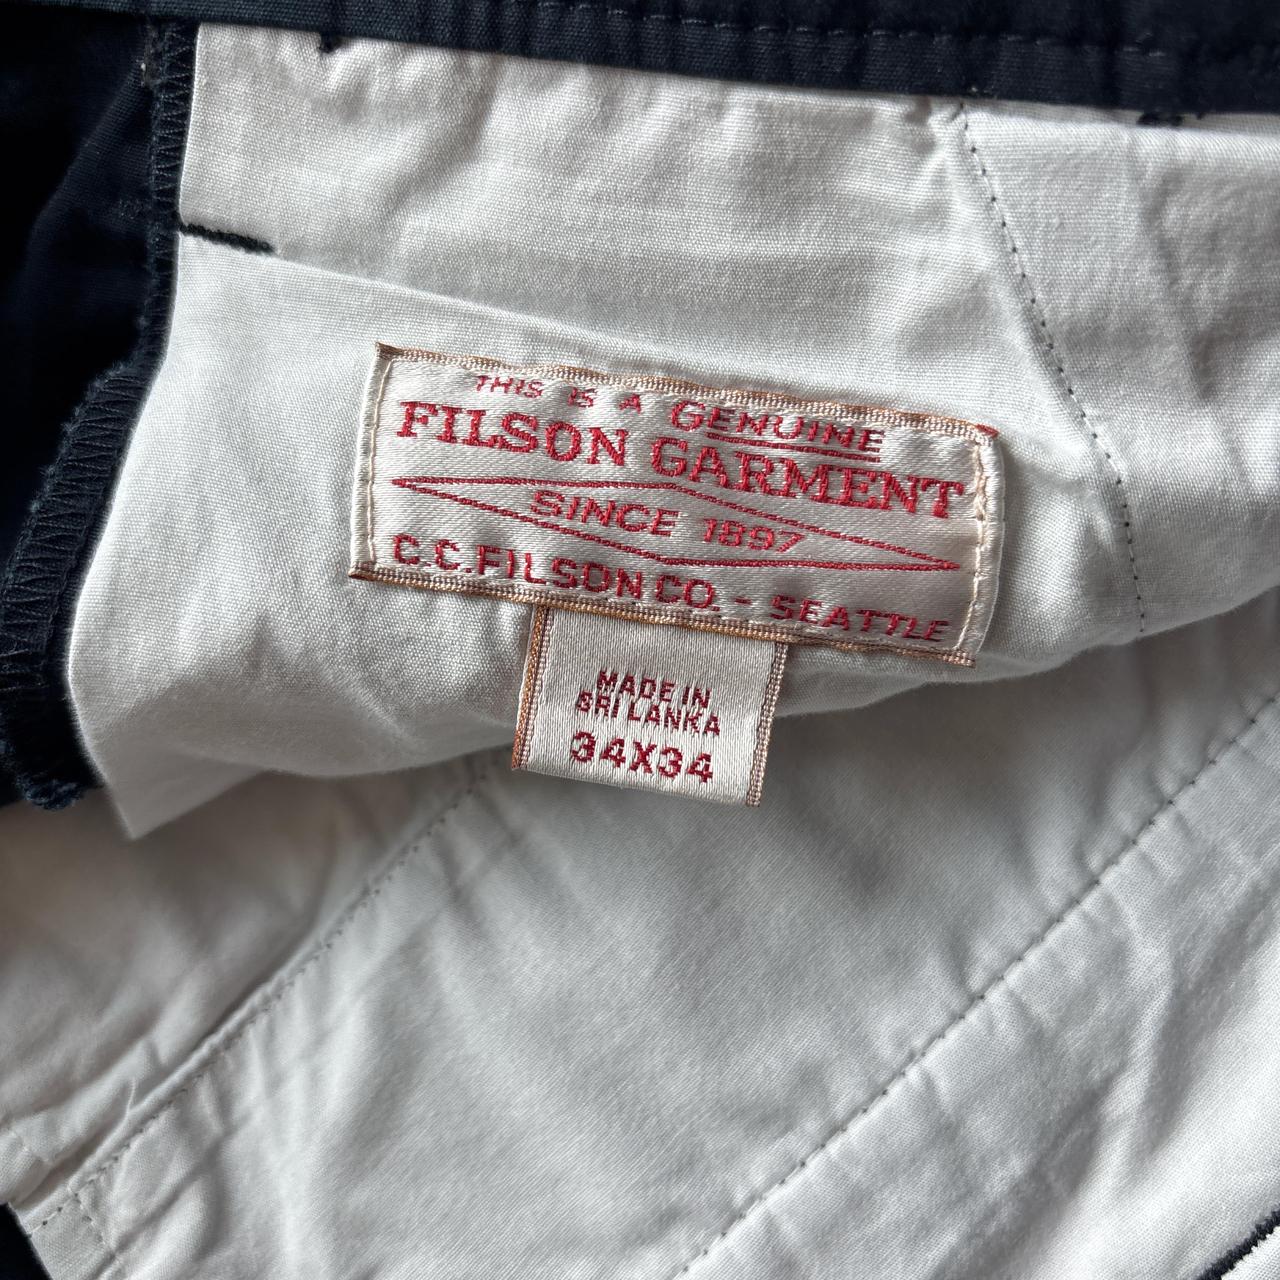 THIS IS A GENUINE
FILSON GARMENT
SINCE 1897
C.C. FILSON CO. - SEATTLE
MADE IN
SRI LANKA
34X34